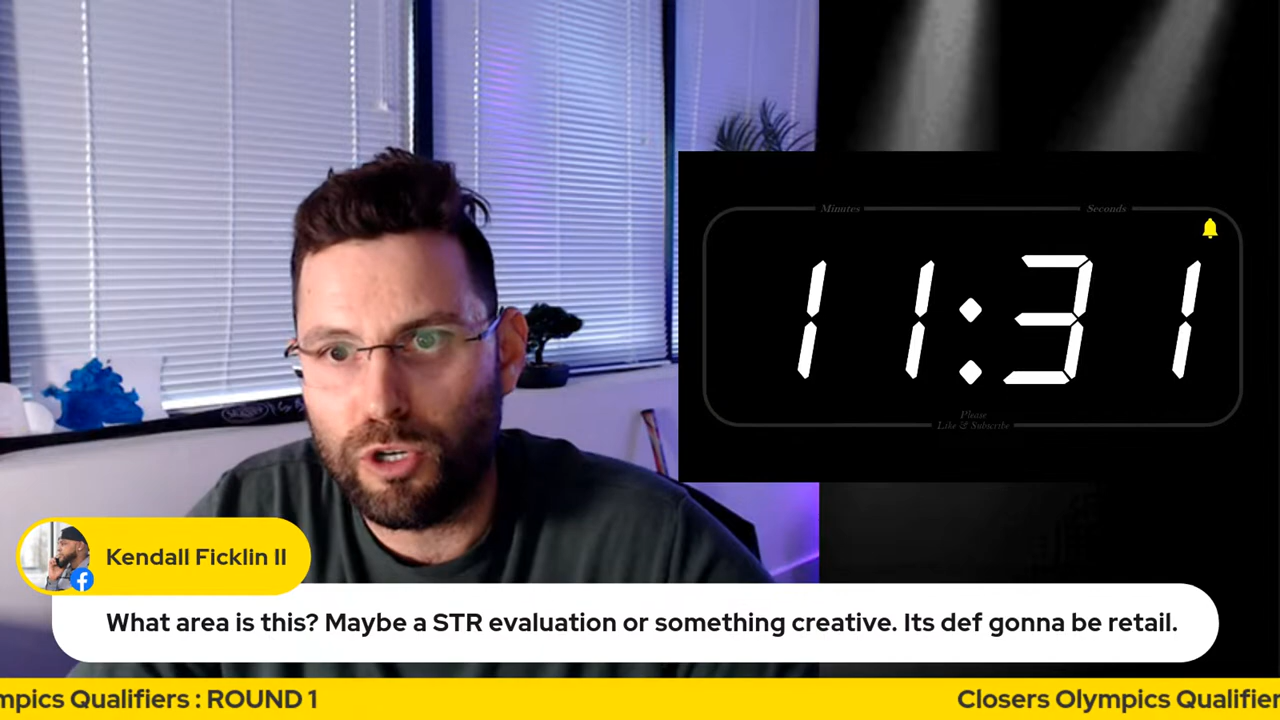 Minutes
Seconds
11:31
Please
Like & Subscribe
Kendall Ficklin II
What area is this? Maybe a STR evaluation or something creative. Its def gonna be retail.
mpics Qualifiers : ROUND 1
Closers Olympics Qualifier